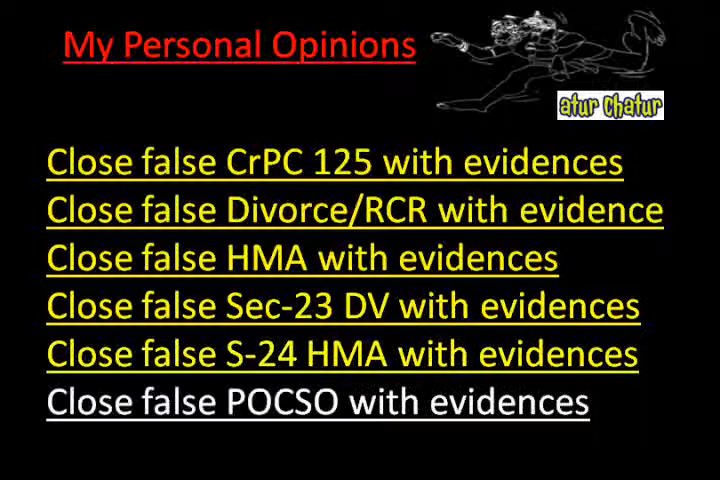 My Personal Opinions
atur Chatur
Close false CrPC 125 with evidences
Close false Divorce/RCR with evidence
Close false HMA with evidences
Close false Sec-23 DV with evidences
Close false S-24 HMA with evidences
Close false POCSO with evidences